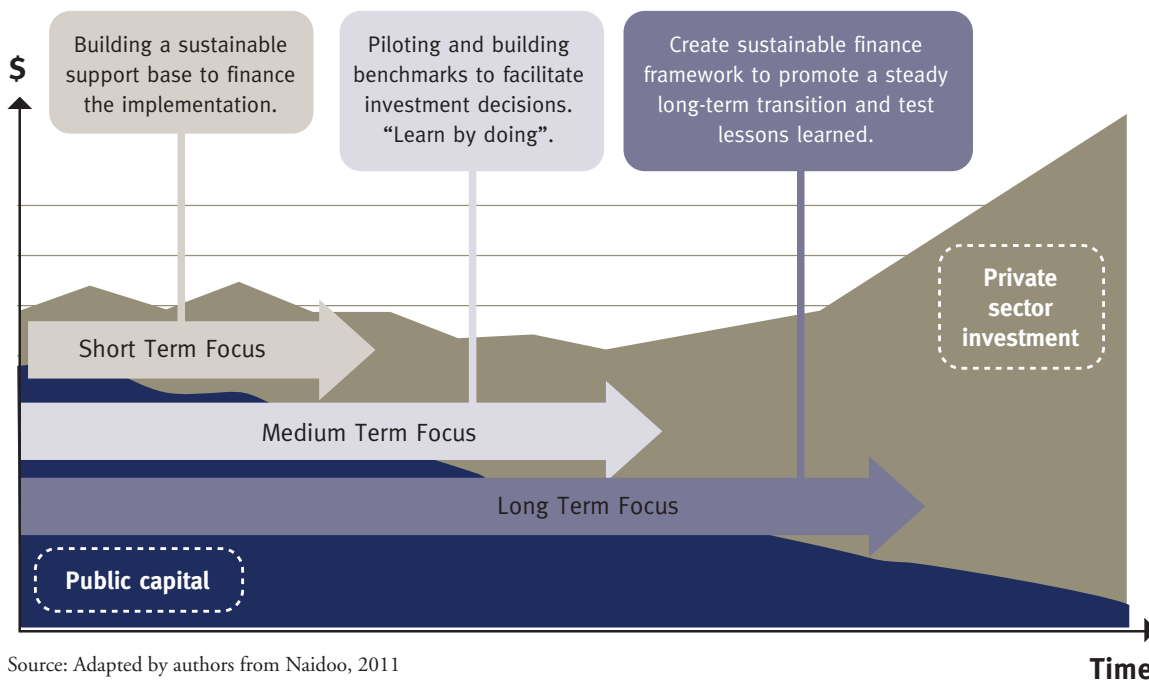 $
Building a sustainable
support base to finance
the implementation.
Piloting and building
benchmarks to facilitate
investment decisions.
“Learn by doing”.
Create sustainable finance
framework to promote a steady
long-term transition and test
lessons learned.
Private
sector
investment
Short Term Focus
Medium Term Focus
Long Term Focus
Public capital
Source: Adapted by authors from Naidoo, 2011
Time